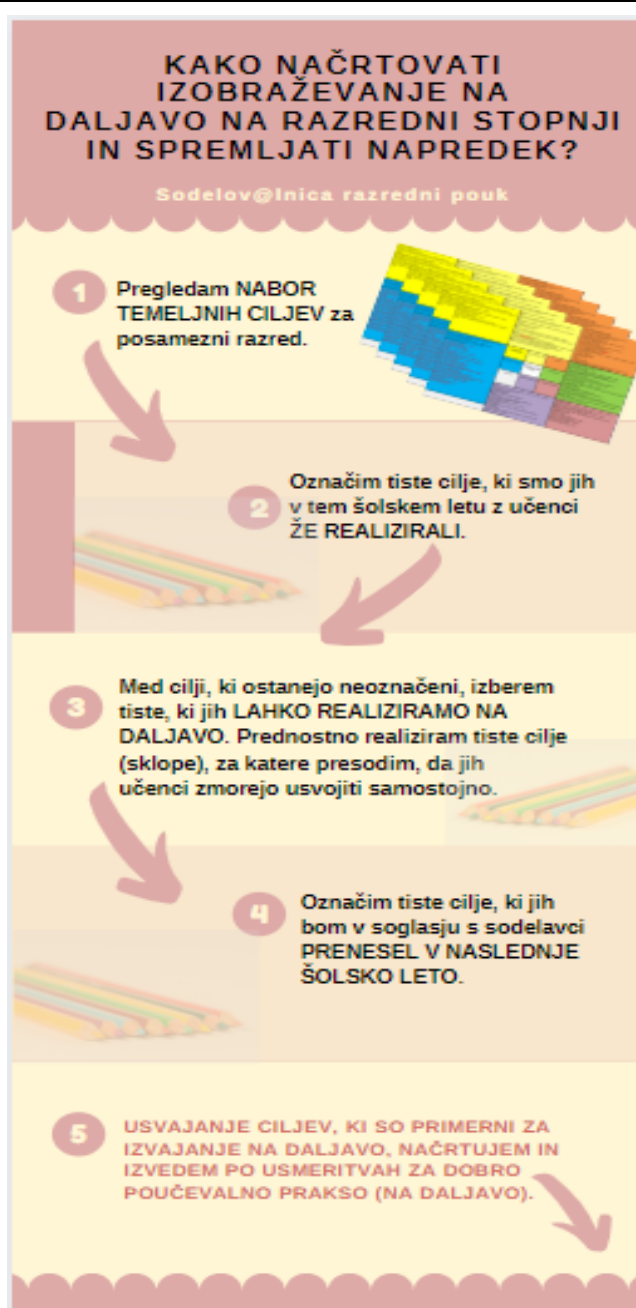 KAKO NAČRTOVATI
IZOBRAŽEVANJE NA
DALJAVO NA RAZREDNI STOPNJI
IN SPREMLJATI NAPREDEK?
Sodelov@lnica razredni pouk
1
Pregledam NABOR
TEMELJNIH CILJEV za
posamezni razred.
2
Označim tiste cilje, ki smo jih
v tem šolskem letu z učenci
ŽE REALIZIRALI.
3
Med cilji, ki ostanejo neoznačeni, izberem
tiste, ki jih LAHKO REALIZIRAMO NA
DALJAVO. Prednostno realiziram tiste cilje
(sklope), za katere presodim, da jih
učenci zmorejo usvojiti samostojno.
4
Označim tiste cilje, ki jih
bom v soglasju s sodelavci
PRENESEL V NASLEDNJE
ŠOLSKO LETO.
5
USVAJANJE CILJEV, KI SO PRIMERNI ZA
IZVAJANJE NA DALJAVO, NAČRTUJEM IN
IZVEDEM PO USMERITVAH ZA DOBRO
POUČEVALNO PRAKSO (NA DALJAVO).